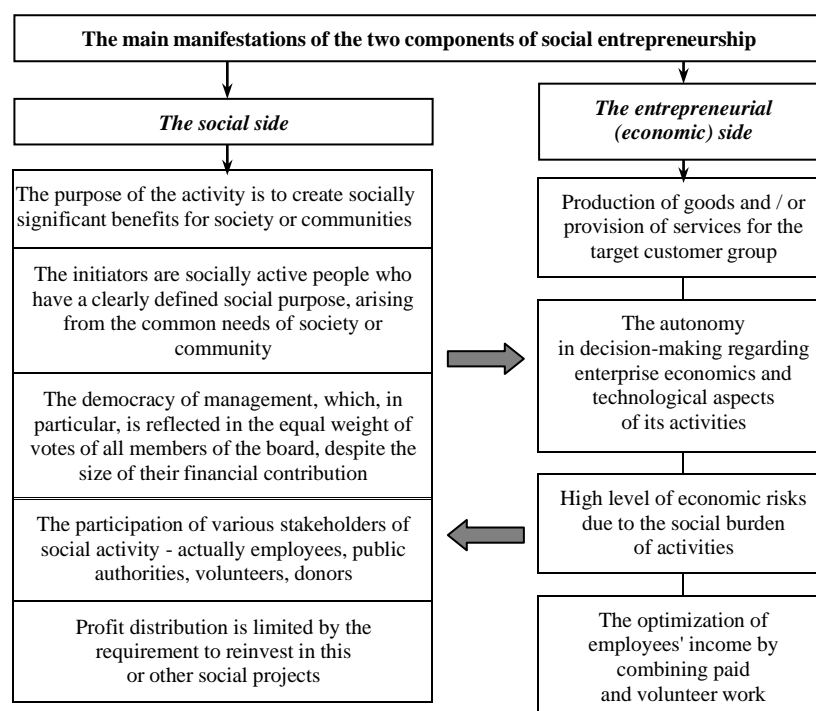 The main manifestations of the two components of social entrepreneurship
The social side
The purpose of the activity is to create socially
significant benefits for society or communities
The initiators are socially active people who
have a clearly defined social purpose, arising
from the common needs of society or
community
The democracy of management, which, in
particular, is reflected in the equal weight of
votes of all members of the board, despite the
size of their financial contribution
The participation of various stakeholders of
social activity - actually employees, public
authorities, volunteers, donors
Profit distribution is limited by the
requirement to reinvest in this
or other social projects
The entrepreneurial
(economic) side
Production of goods and / or
provision of services for the
target customer group
The autonomy
in decision-making regarding
enterprise economics and
technological aspects
of its activities
High level of economic risks
due to the social burden
of activities
The optimization of
employees' income by
combining paid
and volunteer work